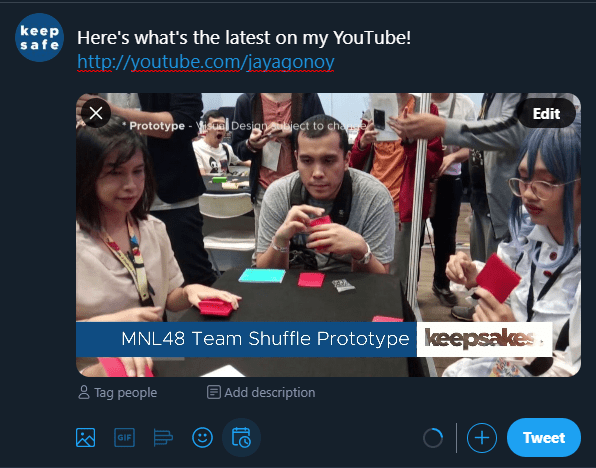 keep
safe
Here's what's the latest on my YouTube!
http://youtube.com/jayagonoy
Edit
* Prototype - Visual Design subject to change
MNL48 Team Shuffle Prototype
keepsakes.
Tag people
Add description
GIF
Tweet